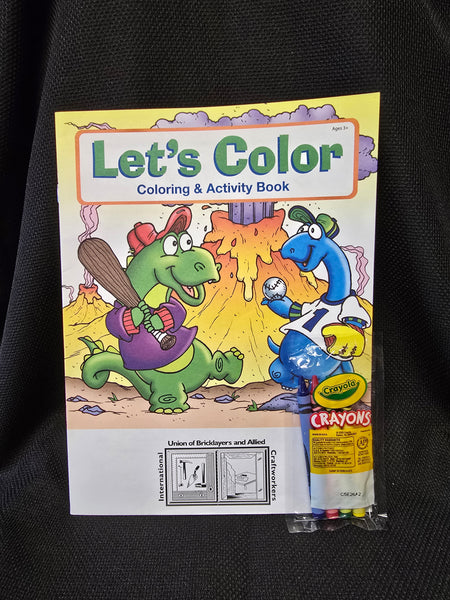 Ages 3+
Let's Color
Coloring & Activity Book
1
Union of Bricklayers and Allied
International
Craftworkers
Crayola
CRAYONS